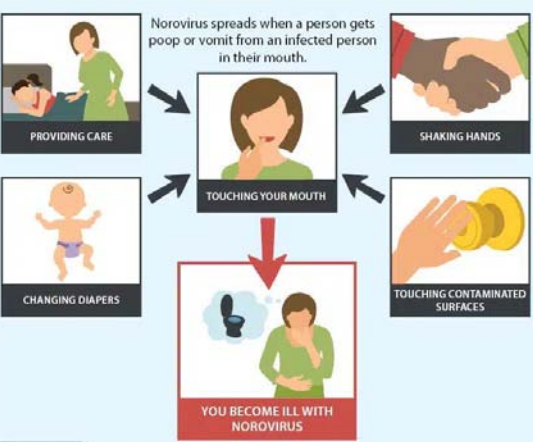 Norovirus spreads when a person gets
poop or vomit from an infected person
in their mouth.
PROVIDING CARE
SHAKING HANDS
TOUCHING YOUR MOUTH
CHANGING DIAPERS
TOUCHING CONTAMINATED
SURFACES
YOU BECOME ILL WITH
NOROVIRUS